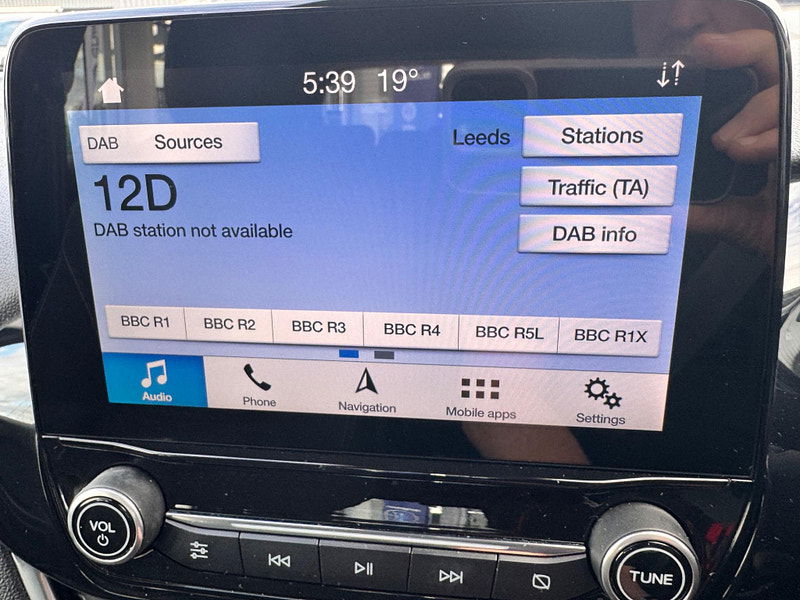 5:39 19°
DAB Sources
Leeds Stations
12D
Traffic (TA)
DAB station not available
DAB info
BBC R1 BBC R2 BBC R3 BBC R4 BBC R5L BBC R1X
Audio Phone Navigation Mobile apps Settings
VOL
TUNE